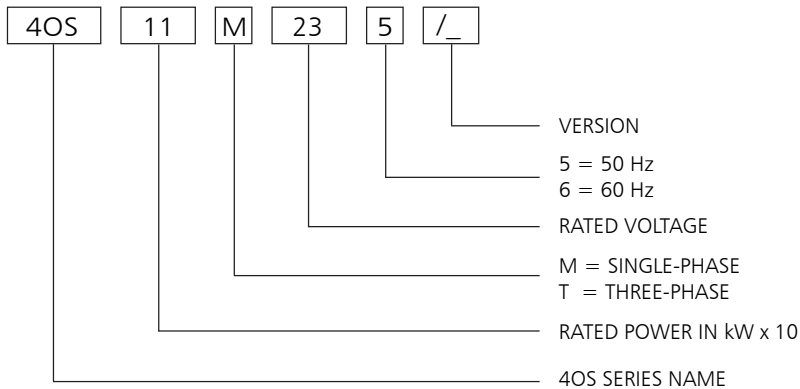 4OS 11 M 23 5 /_
VERSION
5 = 50 Hz
6 = 60 Hz
RATED VOLTAGE
M = SINGLE-PHASE
T = THREE-PHASE
RATED POWER IN kW x 10
4OS SERIES NAME